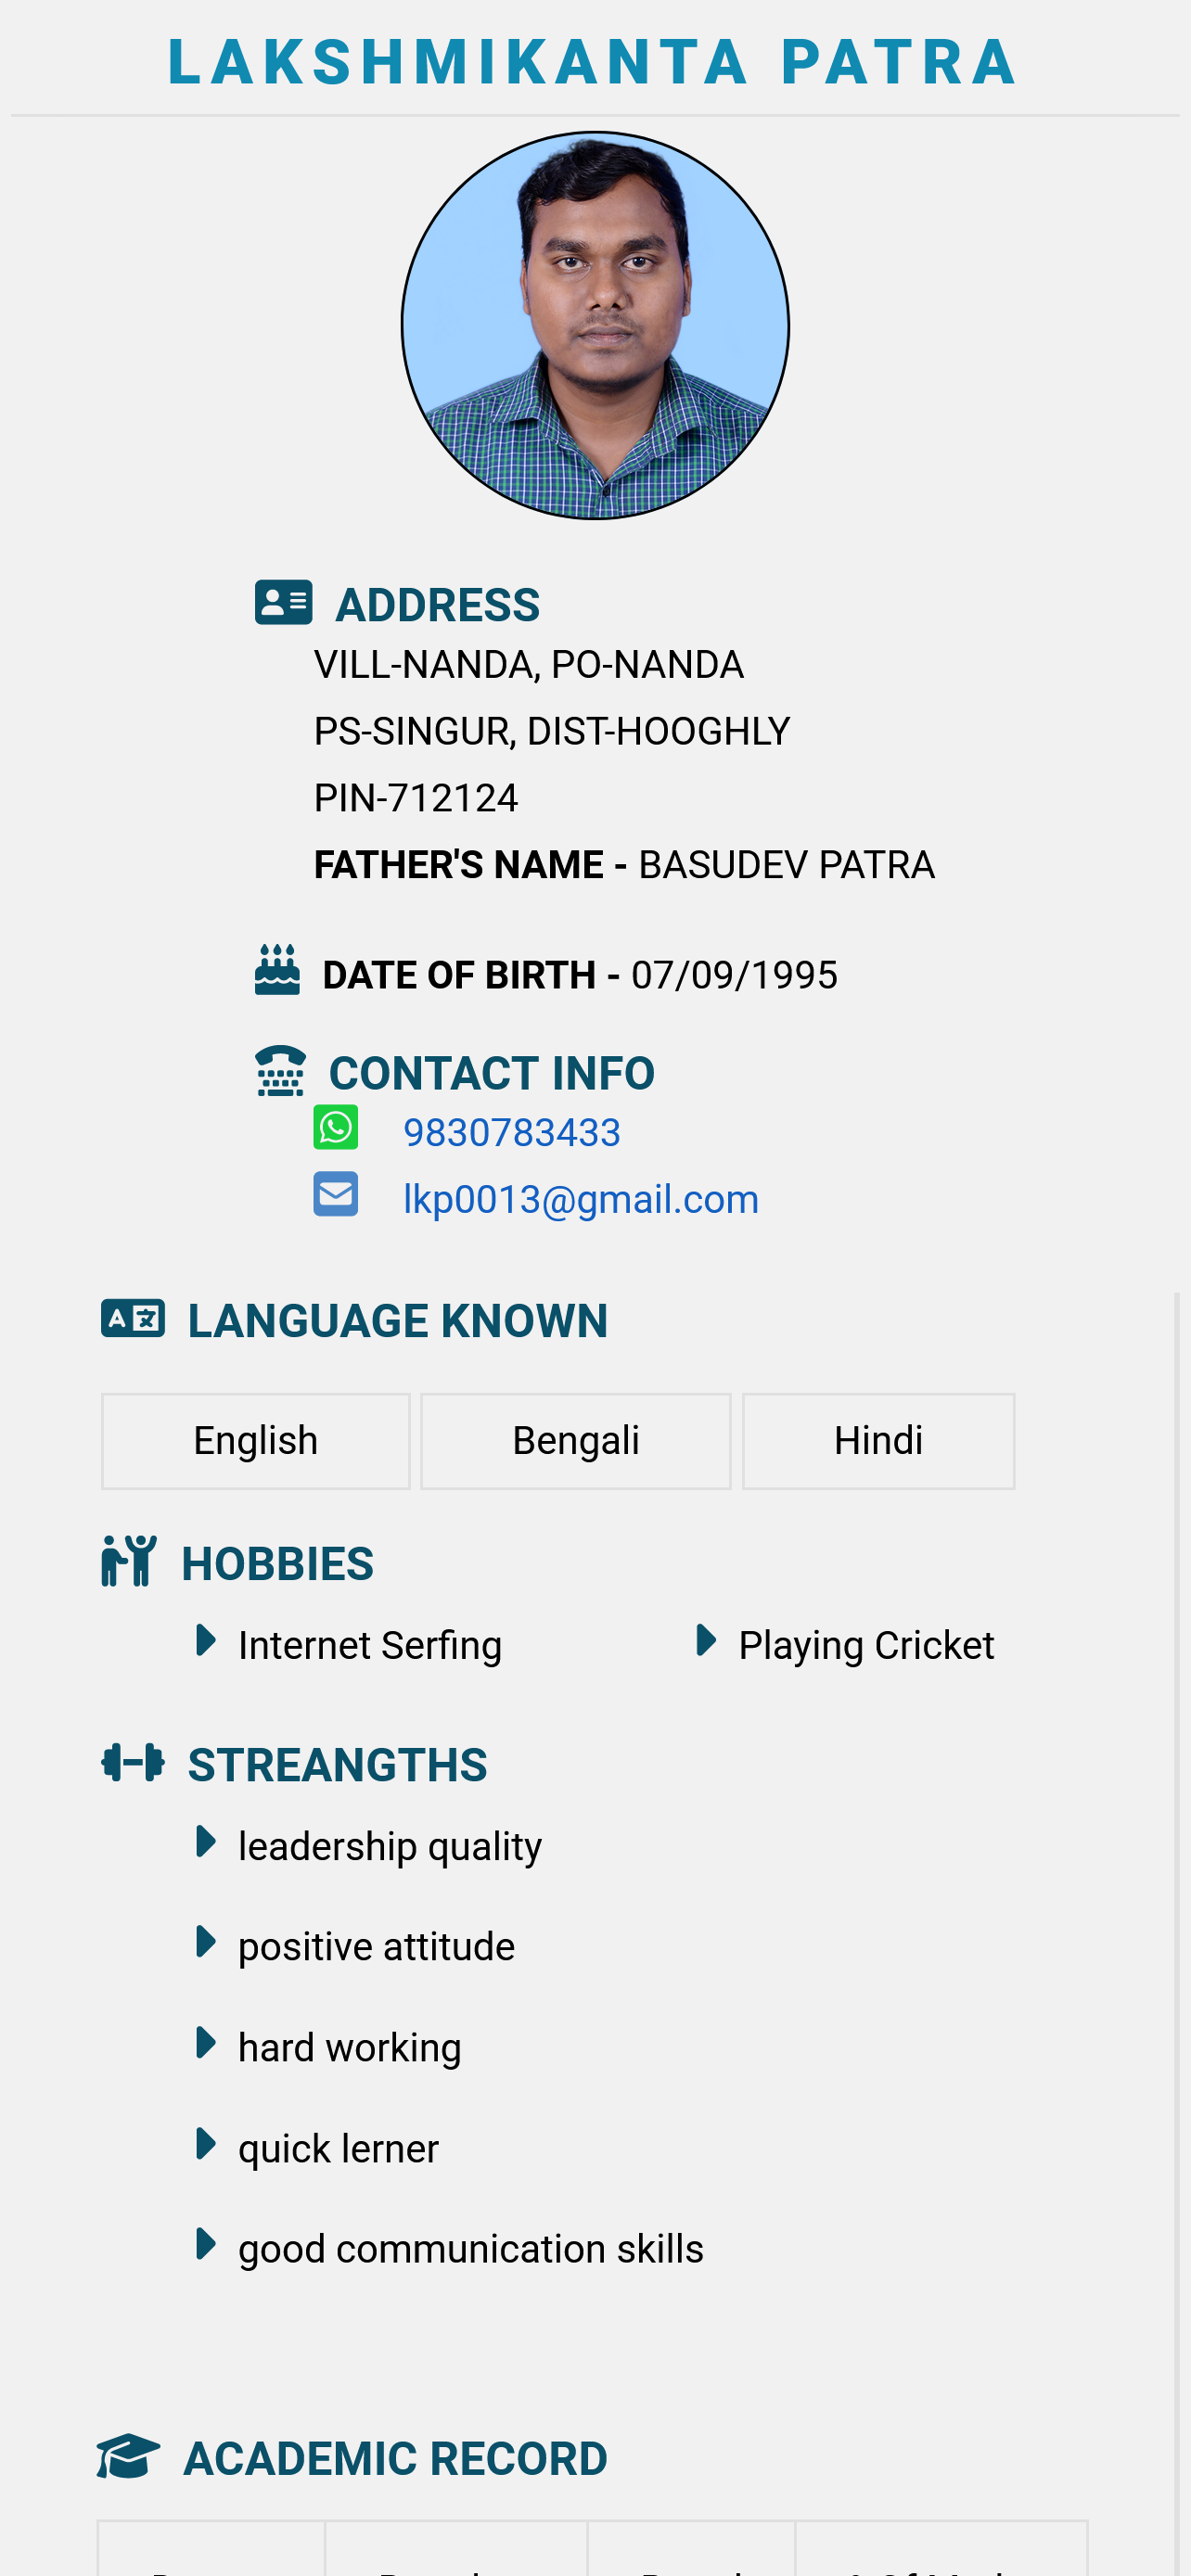 LAKSHMIKANTA PATRA
ADDRESS
VILL-NANDA, PO-NANDA
PS-SINGUR, DIST-HOOGHLY
PIN-712124
FATHER'S NAME - BASUDEV PATRA
DATE OF BIRTH - 07/09/1995
CONTACT INFO
9830783433
lkp0013@gmail.com
LANGUAGE KNOWN
English Bengali Hindi
HOBBIES
Internet Serfing Playing Cricket
STREANGTHS
leadership quality
positive attitude
hard working
quick lerner
good communication skills
ACADEMIC RECORD